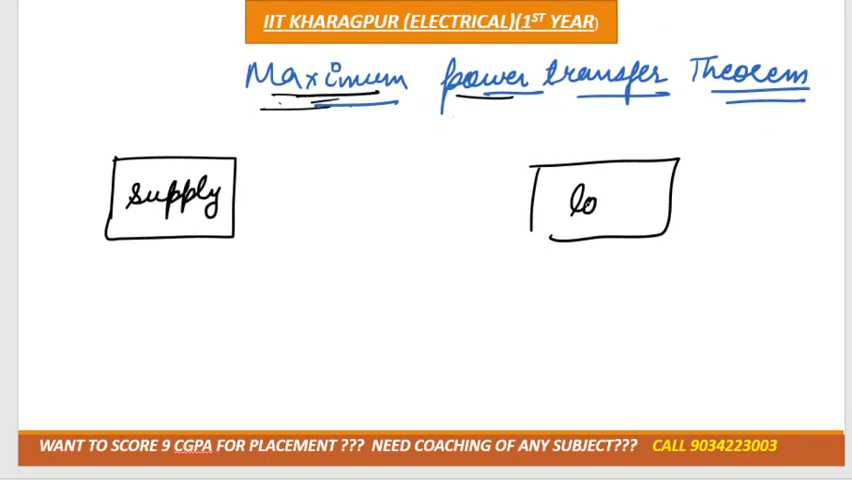 IIT KHARAGPUR (ELECTRICAL)(1ST YEAR)
Maximum power transfer Theorem
supply lo
WANT TO SCORE 9 CGPA FOR PLACEMENT ??? NEED COACHING OF ANY SUBJECT??? CALL 9034223003